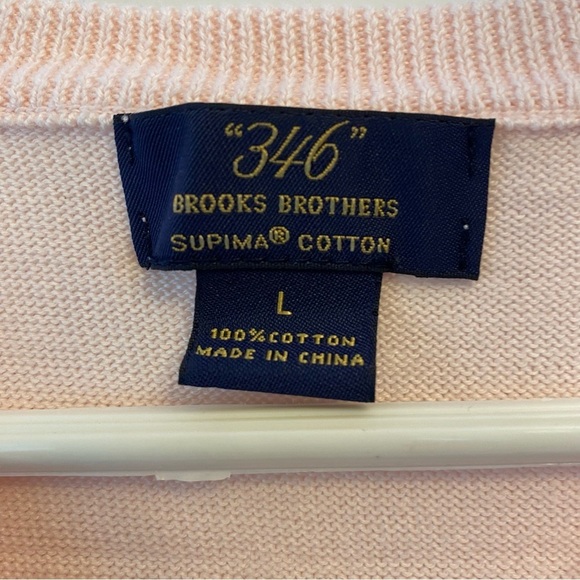 "346"
BROOKS BROTHERS
SUPIMA® COTTON
L
100% COTTON
MADE IN CHINA